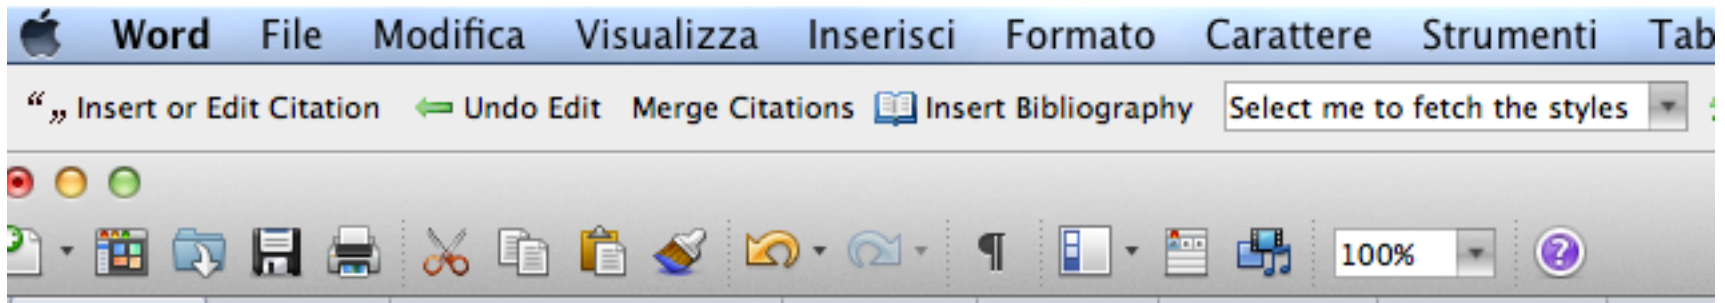 Word File Modifica Visualizza Inserisci Formato Carattere Strumenti Tab
Insert or Edit Citation Undo Edit Merge Citations Insert Bibliography Select me to fetch the styles
100%